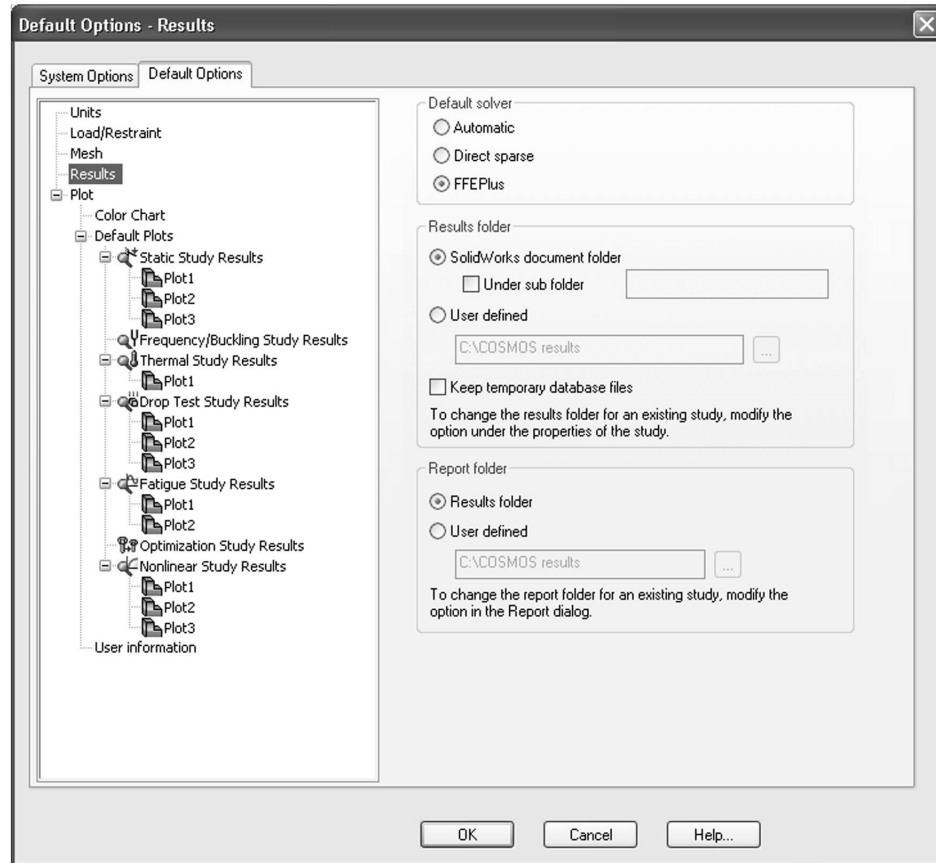 Default Options - Results
System Options
Default Options
Units
Load/Restraint
Mesh
Results
Plot
Color Chart
Default Plots
Static Study Results
Plot1
Plot2
Plot3
Frequency/Buckling Study Results
Thermal Study Results
Plot1
Drop Test Study Results
Plot1
Plot2
Plot3
Fatigue Study Results
Plot1
Plot2
Optimization Study Results
Nonlinear Study Results
Plot1
Plot2
Plot3
User information
Default solver
Automatic
Direct sparse
FFEPlus
Results folder
SolidWorks document folder
Under sub folder
User defined
C:\COSMOS results
...
Keep temporary database files
To change the results folder for an existing study, modify the
option under the properties of the study.
Report folder
Results folder
User defined
C:\COSMOS results
...
To change the report folder for an existing study, modify the
option in the Report dialog.
OK
Cancel
Help...